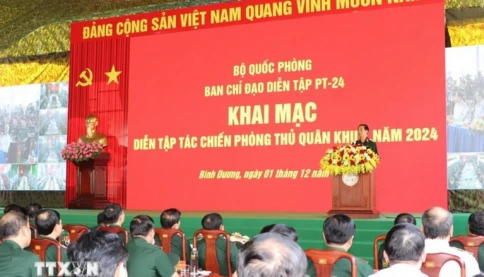 ĐẢNG CỘNG SẢN VIỆT NAM QUANG VINH MUÔN NĂM
BỘ QUỐC PHÒNG
BAN CHỈ ĐẠO DIỄN TẬP PT-24
KHAI MẠC
DIỄN TẬP TÁC CHIẾN PHÒNG THỦ QUÂN KHU NĂM 2024
Bình Dương, ngày 01 tháng 12 năm
TTXVN